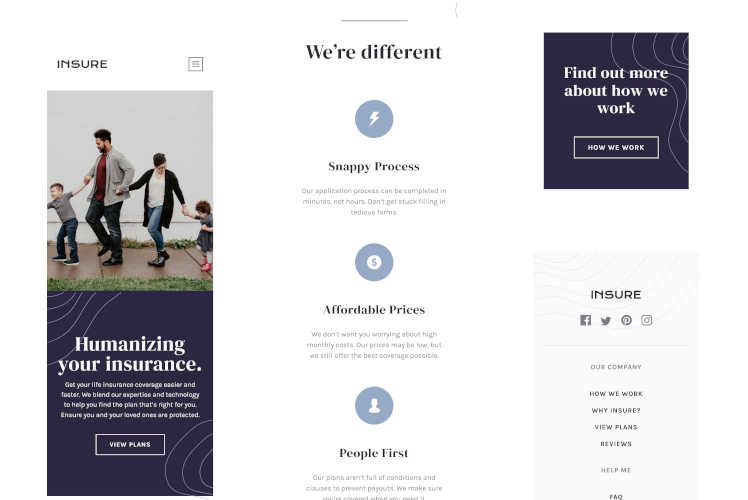 INSURE
Humanizing
your insurance.
Get your life insurance coverage easier and
faster. We blend our expertise and technology
to help you find the plan that's right for you.
Ensure you and your loved ones are protected.
VIEW PLANS
We're different
Snappy Process
Our application process can be completed in
minutes, not hours. Don't get stuck filling in
tedious forms.
$
Affordable Prices
We don't want you worrying about high
monthly costs. Our prices may be low, but
we still offer the best coverage possible.
People First
Our plans aren't full of conditions and
clauses to prevent payouts. We make sure
you're covered when you need it.
Find out more
about how we
work
HOW WE WORK
INSURE
OUR COMPANY
HOW WE WORK
WHY INSURE?
VIEW PLANS
REVIEWS
HELP ME
FAQ